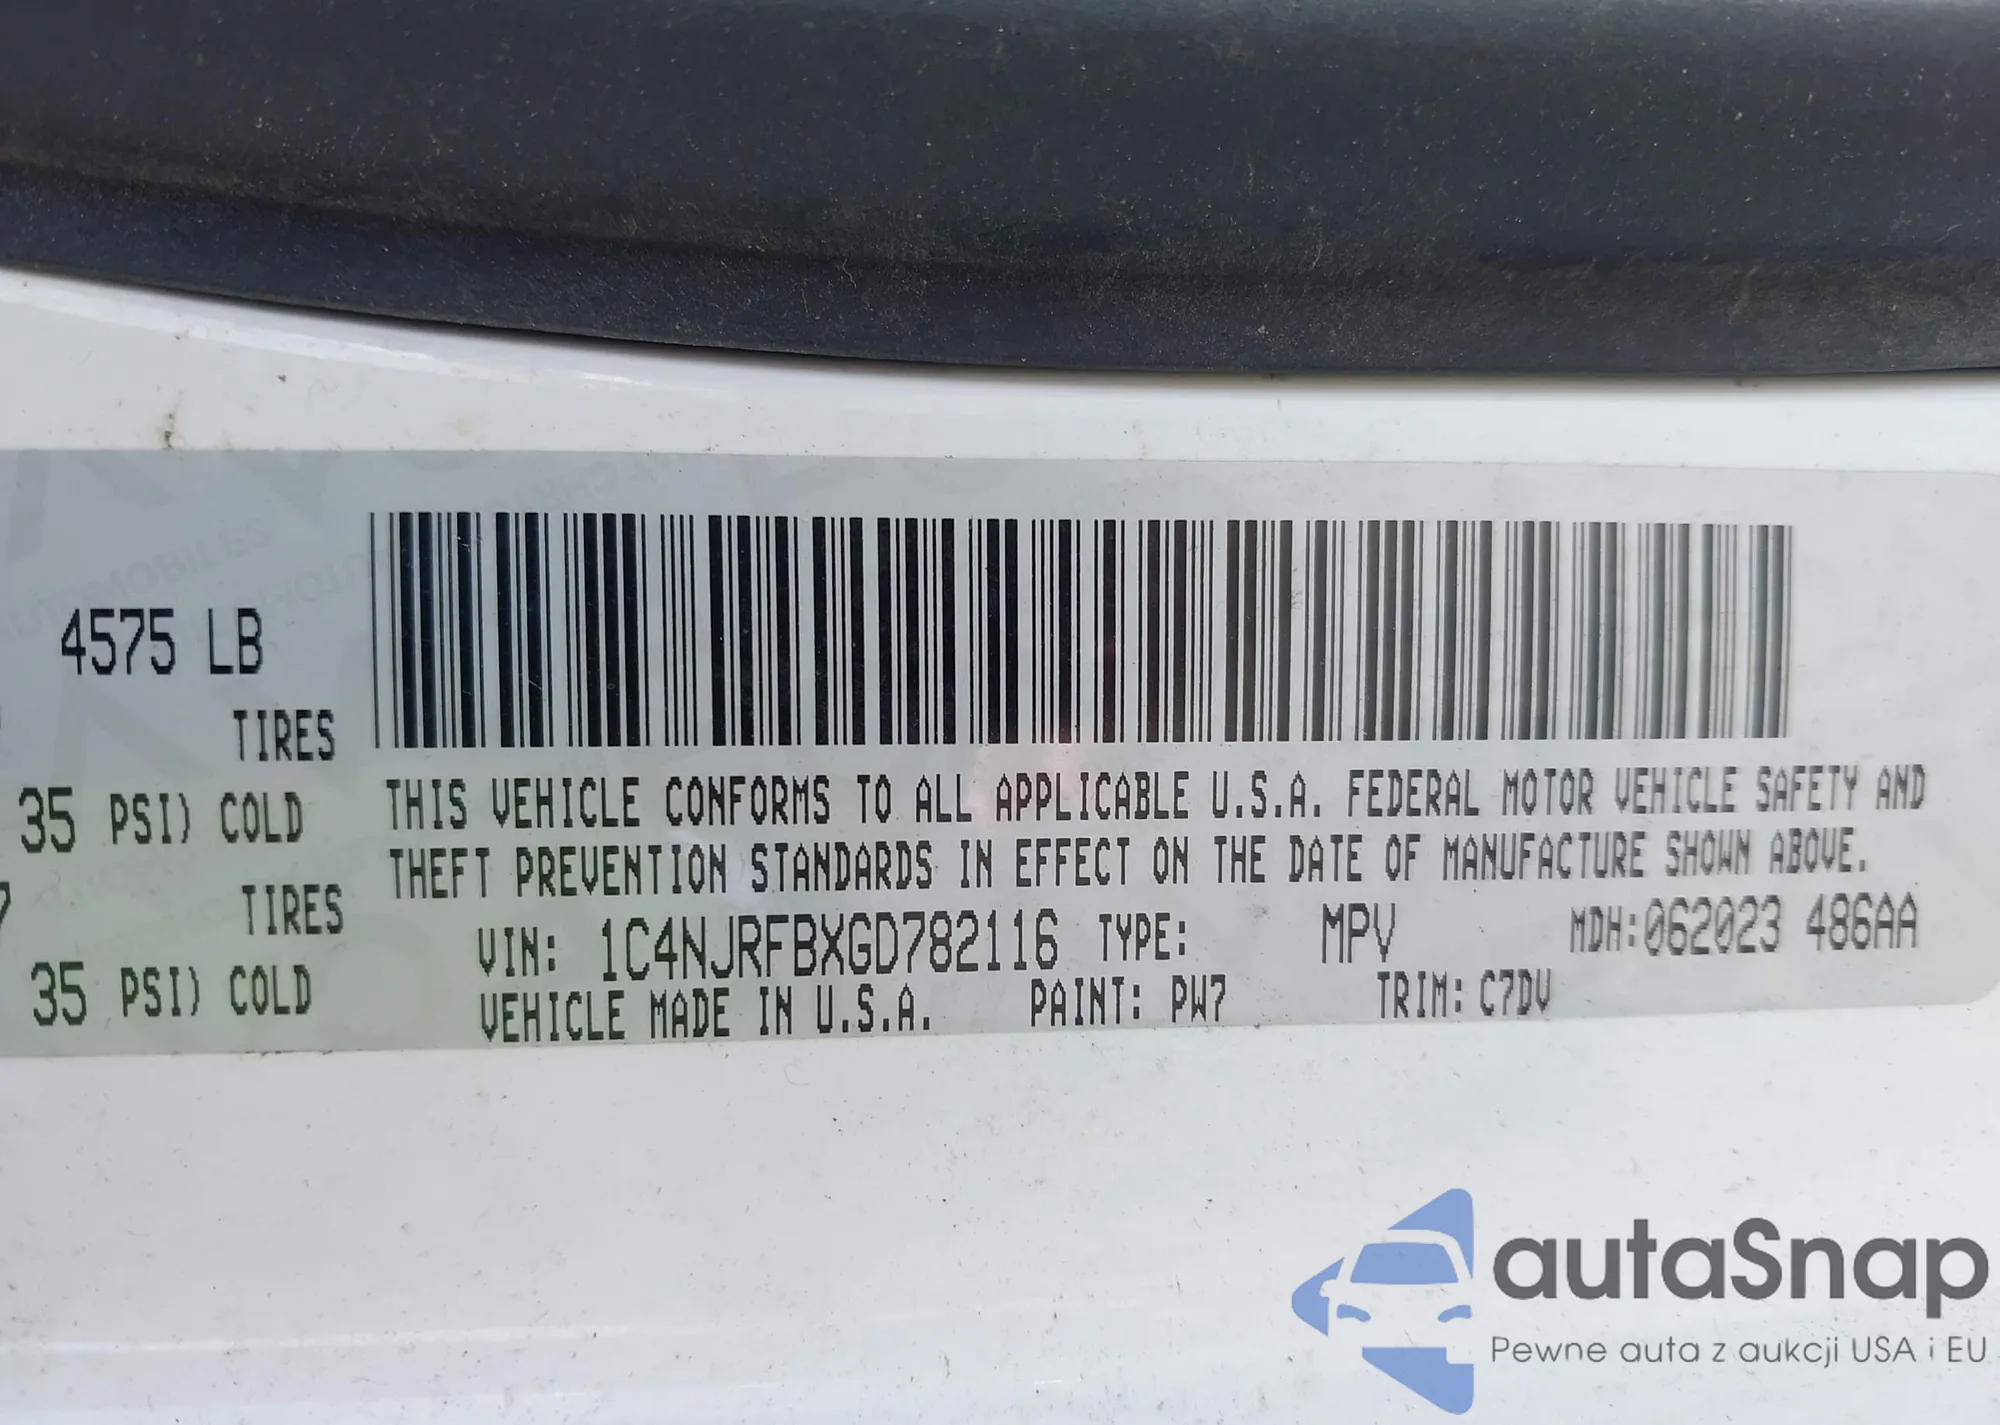 4575 LB
TIRES
35 PSI) COLD
7 TIRES
35 PSI) COLD
THIS VEHICLE CONFORMS TO ALL APPLICABLE U.S.A. FEDERAL MOTOR VEHICLE SAFETY AND
THEFT PREVENTION STANDARDS IN EFFECT ON THE DATE OF MANUFACTURE SHOWN ABOVE.
VIN: 1C4NJRFBXGD782116 TYPE: MPV MDH:062023 486AA
VEHICLE MADE IN U.S.A. PAINT: PW7 TRIM: C7DV
autaSnap
Pewne auta z aukcji USA i EU